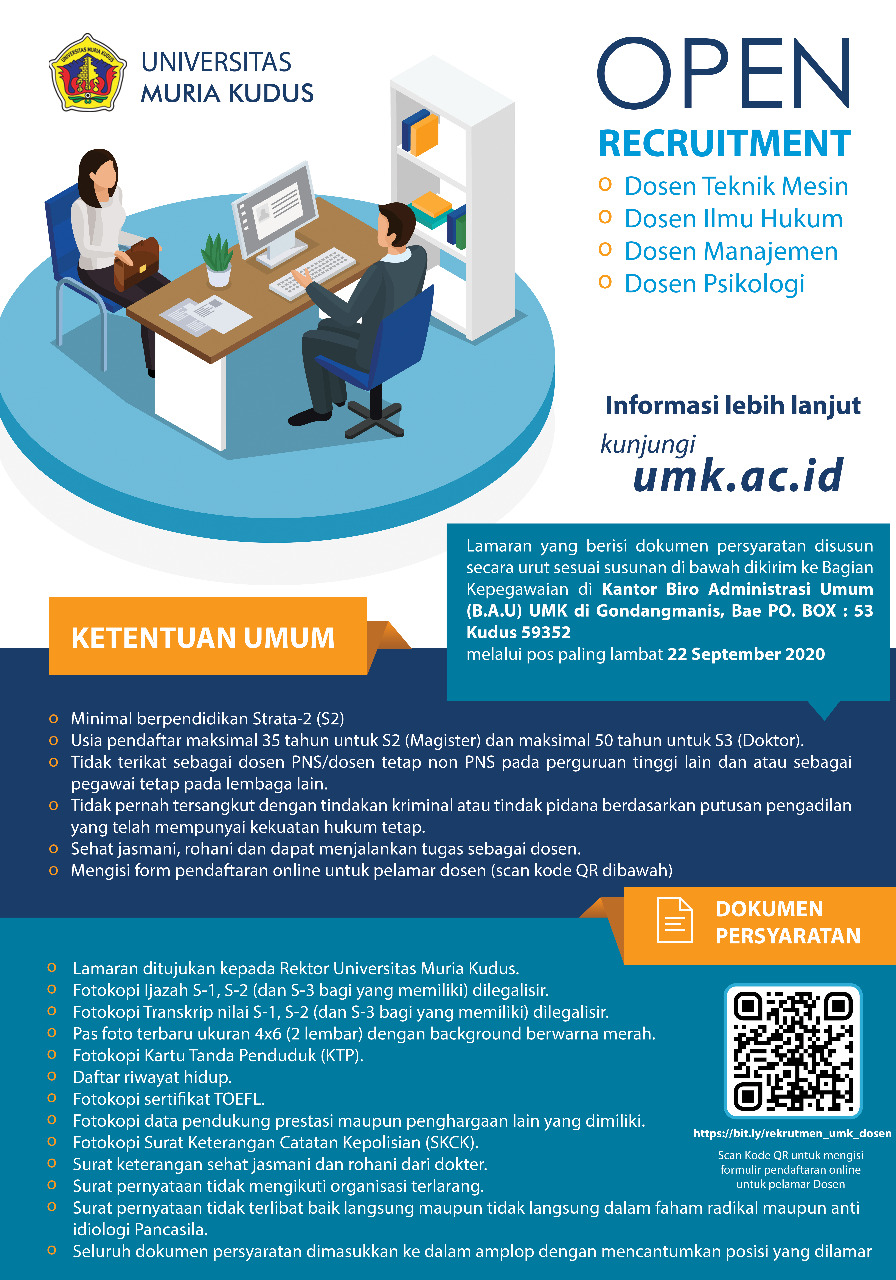 UNIVERSITAS
MURIA KUDUS
OPEN
RECRUITMENT
o Dosen Teknik Mesin
o Dosen Ilmu Hukum
o Dosen Manajemen
o Dosen Psikologi
Informasi lebih lanjut
kunjungi
umk.ac.id
Lamaran yang berisi dokumen persyaratan disusun
secara urut sesuai susunan di bawah dikirim ke Bagian
Kepegawaian di Kantor Biro Administrasi Umum
(B.A.U) UMK di Gondangmanis, Bae PO. BOX : 53
Kudus 59352
melalui pos paling lambat 22 September 2020
KETENTUAN UMUM
o Minimal berpendidikan Strata-2 (S2)
o Usia pendaftar maksimal 35 tahun untuk S2 (Magister) dan maksimal 50 tahun untuk S3 (Doktor).
o Tidak terikat sebagai dosen PNS/dosen tetap non PNS pada perguruan tinggi lain dan atau sebagai
pegawai tetap pada lembaga lain.
o Tidak pernah tersangkut dengan tindakan kriminal atau tindak pidana berdasarkan putusan pengadilan
yang telah mempunyai kekuatan hukum tetap.
o Sehat jasmani, rohani dan dapat menjalankan tugas sebagai dosen.
o Mengisi form pendaftaran online untuk pelamar dosen (scan kode QR dibawah)
DOKUMEN
PERSYARATAN
o Lamaran ditujukan kepada Rektor Universitas Muria Kudus.
o Fotokopi Ijazah S-1, S-2 (dan S-3 bagi yang memiliki) dilegalisir.
o Fotokopi Transkrip nilai S-1, S-2 (dan S-3 bagi yang memiliki) dilegalisir.
o Pas foto terbaru ukuran 4x6 (2 lembar) dengan background berwarna merah.
o Fotokopi Kartu Tanda Penduduk (KTP).
o Daftar riwayat hidup.
o Fotokopi sertifikat TOEFL.
o Fotokopi data pendukung prestasi maupun penghargaan lain yang dimiliki.
o Fotokopi Surat Keterangan Catatan Kepolisian (SKCK).
o Surat keterangan sehat jasmani dan rohani dari dokter.
o Surat pernyataan tidak mengikuti organisasi terlarang.
o Surat pernyataan tidak terlibat baik langsung maupun tidak langsung dalam faham radikal maupun anti
idiologi Pancasila.
o Seluruh dokumen persyaratan dimasukkan ke dalam amplop dengan mencantumkan posisi yang dilamar
https://bit.ly/rekrutmen_umk_dosen
Scan Kode QR untuk mengisi
formulir pendaftaran online
untuk pelamar Dosen